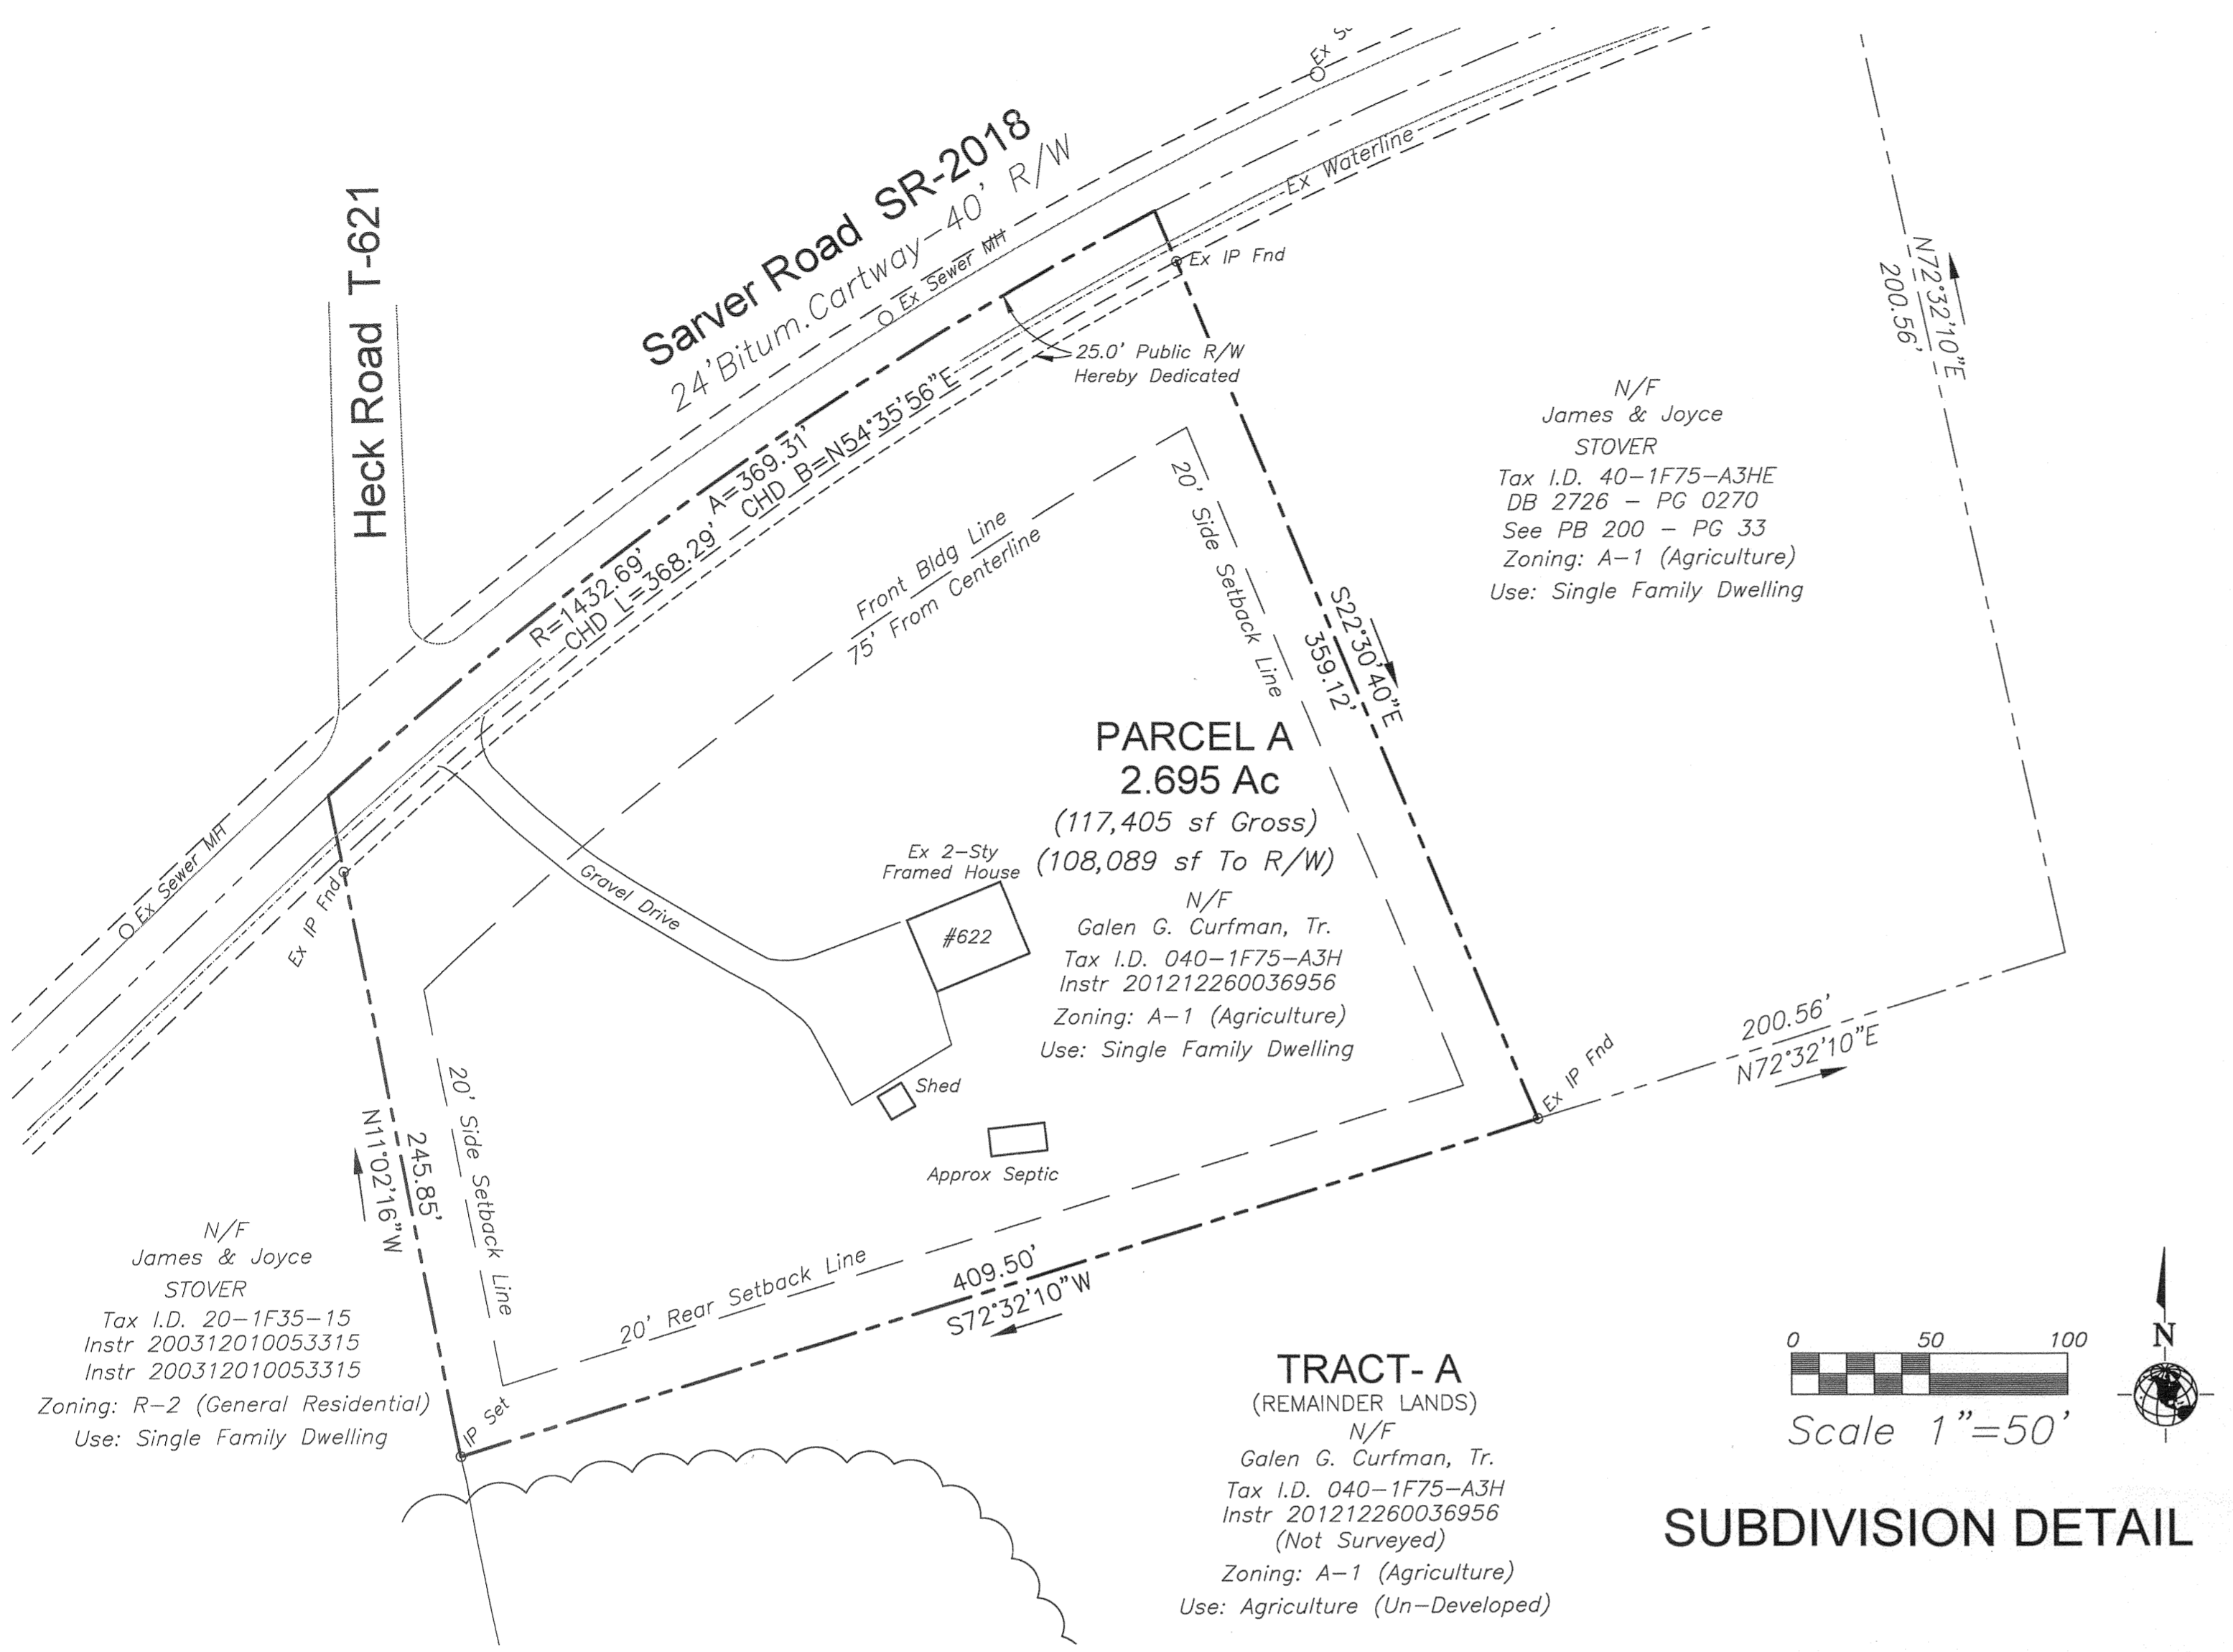 Heck Road T-621
Sarver Road SR-2018
24'Bitum.Cartway-40' R/W
Ex Sewer MH
Ex Waterline
Ex IP Fnd
25.0' Public R/W
Hereby Dedicated
R=1432.69' A=369.31'
CHD L=368.29' CHD B=N54°35'56"E
Front Bldg Line
75' From Centerline
20' Side Setback Line
S22°30'40"E
359.12'
N72°32'10"E
200.56'
N/F
James & Joyce
STOVER
Tax I.D. 40-1F75-A3HE
DB 2726 - PG 0270
See PB 200 - PG 33
Zoning: A-1 (Agriculture)
Use: Single Family Dwelling
PARCEL A
2.695 Ac
(117,405 sf Gross)
(108,089 sf To R/W)
N/F
Galen G. Curfman, Tr.
Tax I.D. 040-1F75-A3H
Instr 201212260036956
Zoning: A-1 (Agriculture)
Use: Single Family Dwelling
Ex 2-Sty
Framed House
#622
Gravel Drive
Ex Sewer MH
Ex IP Fnd
Shed
Approx Septic
Ex IP Fnd
200.56'
N72°32'10"E
245.85'
N11°02'16"W
20' Side Setback Line
20' Rear Setback Line
409.50'
S72°32'10"W
IP Set
N/F
James & Joyce
STOVER
Tax I.D. 20-1F35-15
Instr 200312010053315
Instr 200312010053315
Zoning: R-2 (General Residential)
Use: Single Family Dwelling
TRACT- A
(REMAINDER LANDS)
N/F
Galen G. Curfman, Tr.
Tax I.D. 040-1F75-A3H
Instr 201212260036956
(Not Surveyed)
Zoning: A-1 (Agriculture)
Use: Agriculture (Un-Developed)
0 50 100
Scale 1"=50'
N
SUBDIVISION DETAIL